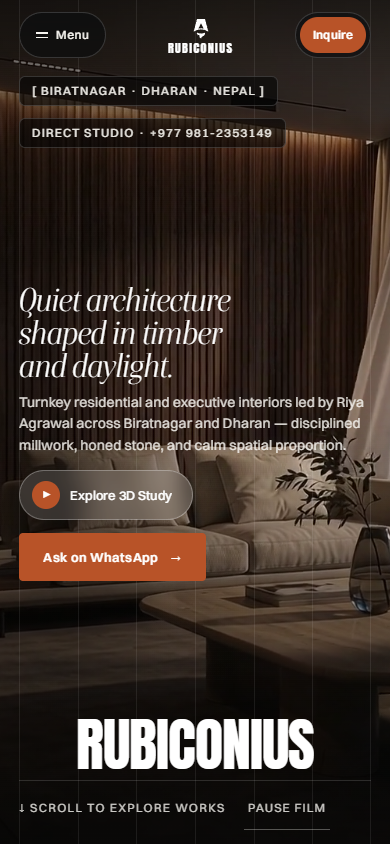 Menu
RUBICONIUS
Inquire
[ BIRATNAGAR · DHARAN · NEPAL ]
DIRECT STUDIO · +977 981-2353149
Quiet architecture
shaped in timber
and daylight.
Turnkey residential and executive interiors led by Riya
Agrawal across Biratnagar and Dharan — disciplined
millwork, honed stone, and calm spatial proportion.
Explore 3D Study
Ask on WhatsApp →
RUBICONIUS
↓ SCROLL TO EXPLORE WORKS
PAUSE FILM